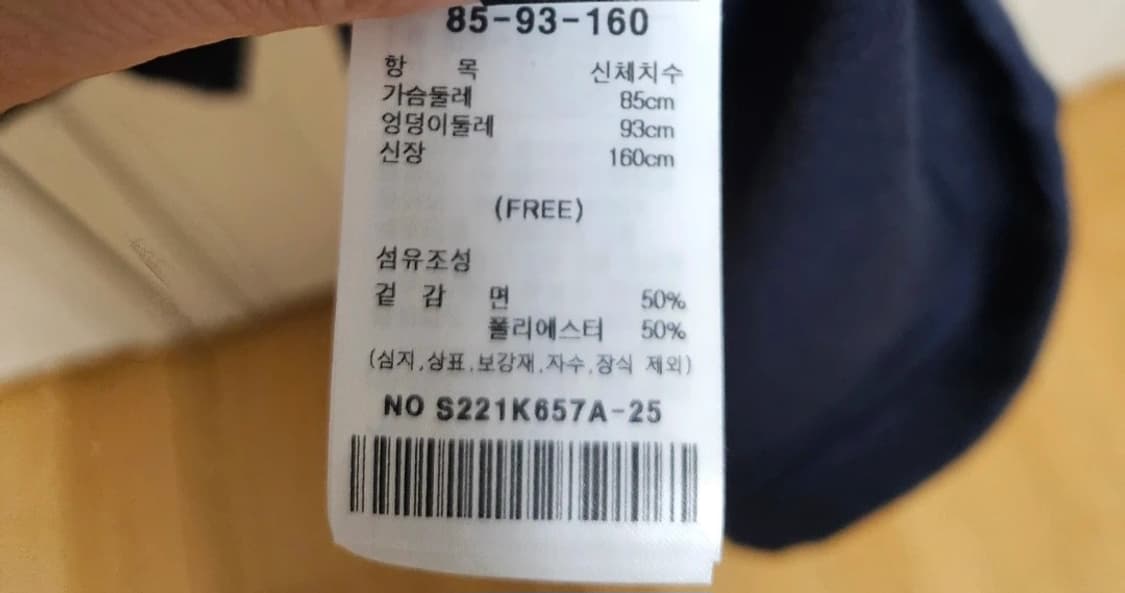 85-93-160
항 목 신체치수
가슴둘레 85cm
엉덩이둘레 93cm
신장 160cm
(FREE)
섬유조성
겉 감 면 50%
폴리에스터 50%
(심지,상표,보강재,자수,장식 제외)
NO S221K657A-25